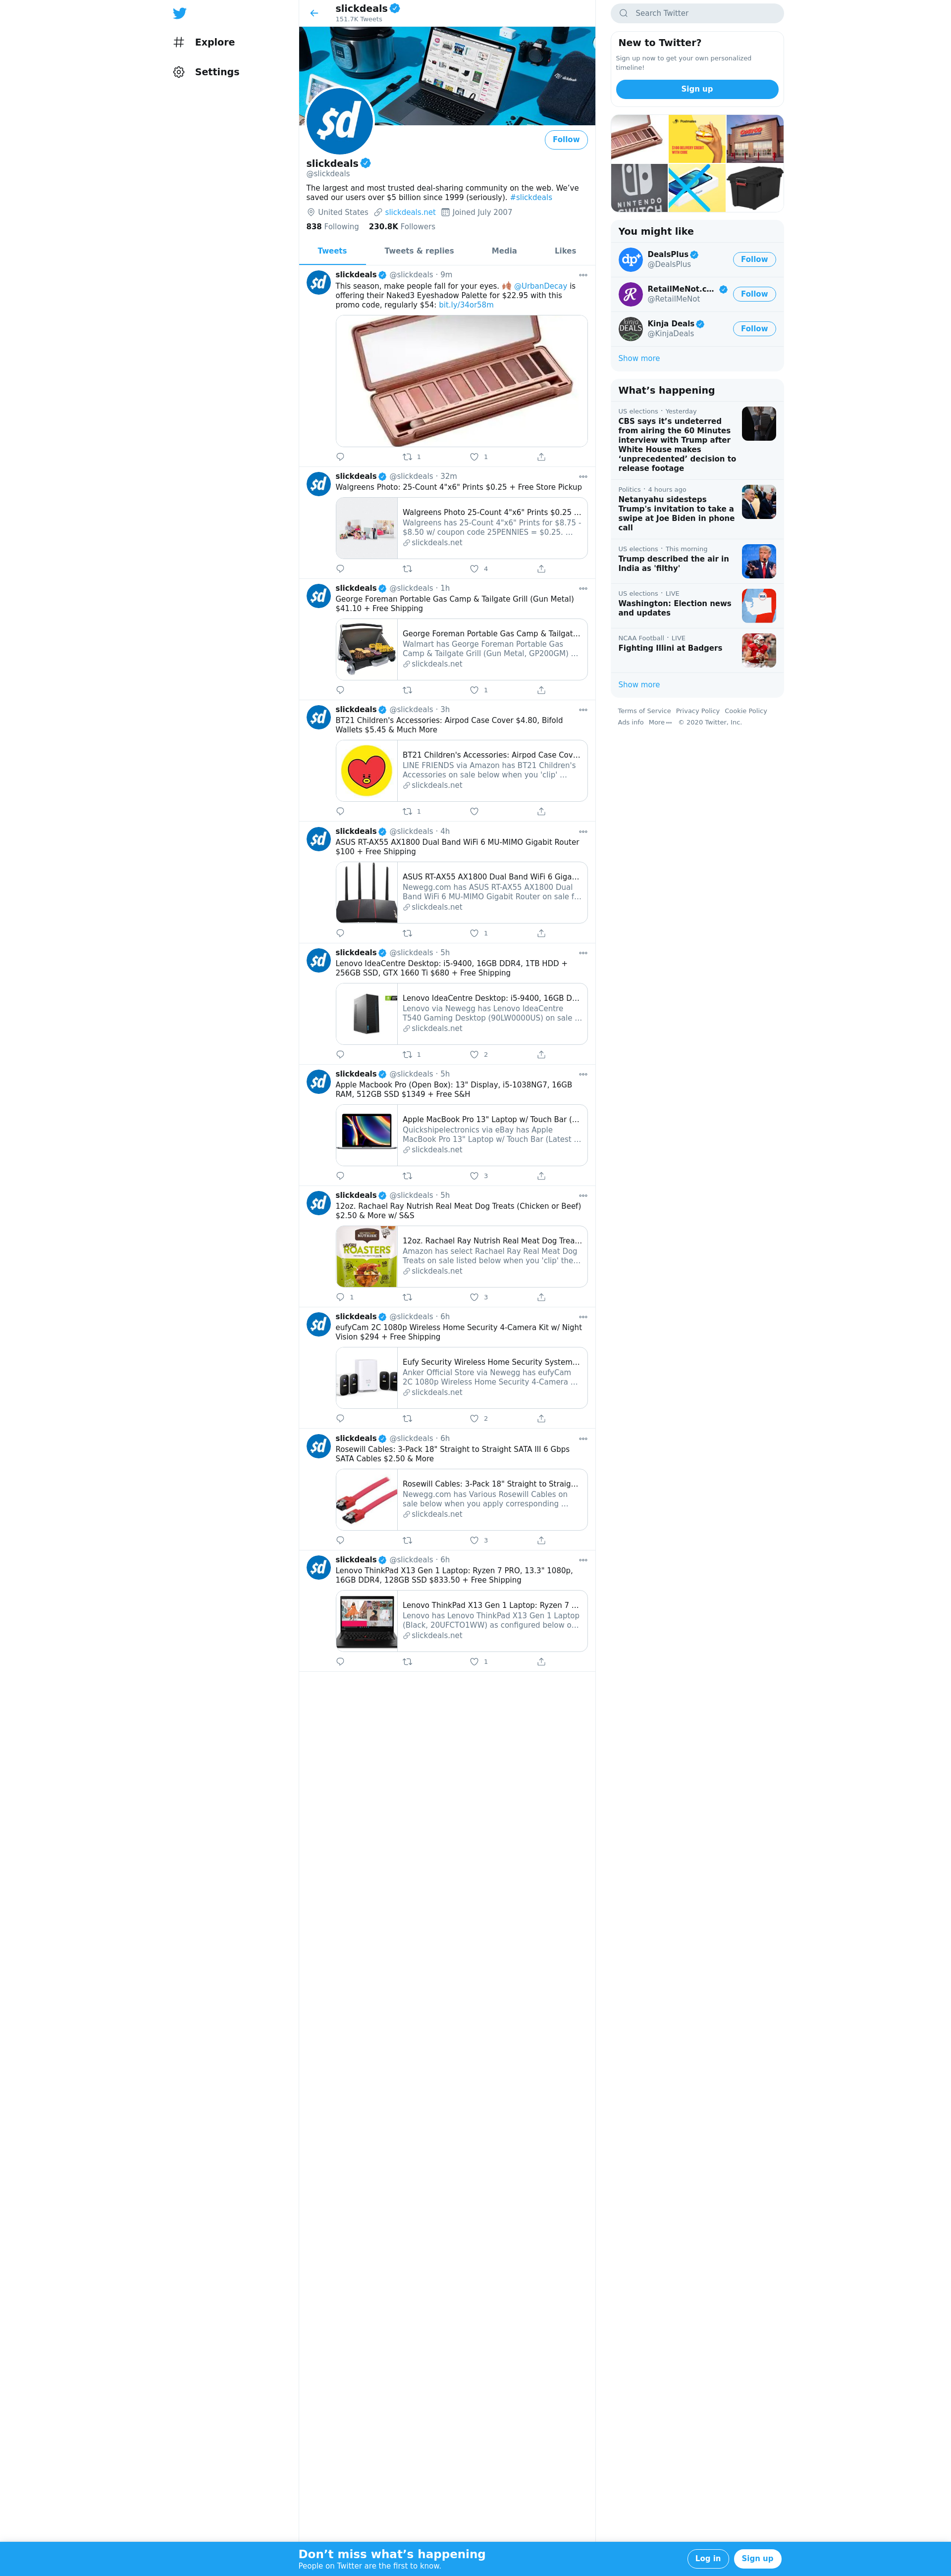 Explore
Settings
slickdeals
151.7K Tweets
$d
Follow
slickdeals
@slickdeals
The largest and most trusted deal-sharing community on the web. We’ve
saved our users over $5 billion since 1999 (seriously). #slickdeals
United States slickdeals.net Joined July 2007
838 Following 230.8K Followers
Tweets Tweets & replies Media Likes
slickdeals @slickdeals · 9m
This season, make people fall for your eyes. @UrbanDecay is
offering their Naked3 Eyeshadow Palette for $22.95 with this
promo code, regularly $54: bit.ly/34or58m
1 1
slickdeals @slickdeals · 32m
Walgreens Photo: 25-Count 4"x6" Prints $0.25 + Free Store Pickup
Walgreens Photo 25-Count 4"x6" Prints $0.25 ...
Walgreens has 25-Count 4"x6" Prints for $8.75 -
$8.50 w/ coupon code 25PENNIES = $0.25. ...
slickdeals.net
4
slickdeals @slickdeals · 1h
George Foreman Portable Gas Camp & Tailgate Grill (Gun Metal)
$41.10 + Free Shipping
George Foreman Portable Gas Camp & Tailgat...
Walmart has George Foreman Portable Gas
Camp & Tailgate Grill (Gun Metal, GP200GM) ...
slickdeals.net
1
slickdeals @slickdeals · 3h
BT21 Children's Accessories: Airpod Case Cover $4.80, Bifold
Wallets $5.45 & Much More
BT21 Children's Accessories: Airpod Case Cov...
LINE FRIENDS via Amazon has BT21 Children's
Accessories on sale below when you 'clip' ...
slickdeals.net
1
slickdeals @slickdeals · 4h
ASUS RT-AX55 AX1800 Dual Band WiFi 6 MU-MIMO Gigabit Router
$100 + Free Shipping
ASUS RT-AX55 AX1800 Dual Band WiFi 6 Giga...
Newegg.com has ASUS RT-AX55 AX1800 Dual
Band WiFi 6 MU-MIMO Gigabit Router on sale f...
slickdeals.net
1
slickdeals @slickdeals · 5h
Lenovo IdeaCentre Desktop: i5-9400, 16GB DDR4, 1TB HDD +
256GB SSD, GTX 1660 Ti $680 + Free Shipping
Lenovo IdeaCentre Desktop: i5-9400, 16GB D...
Lenovo via Newegg has Lenovo IdeaCentre
T540 Gaming Desktop (90LW0000US) on sale ...
slickdeals.net
1 2
slickdeals @slickdeals · 5h
Apple Macbook Pro (Open Box): 13" Display, i5-1038NG7, 16GB
RAM, 512GB SSD $1349 + Free S&H
Apple MacBook Pro 13" Laptop w/ Touch Bar (...
Quickshipelectronics via eBay has Apple
MacBook Pro 13" Laptop w/ Touch Bar (Latest ...
slickdeals.net
3
slickdeals @slickdeals · 5h
12oz. Rachael Ray Nutrish Real Meat Dog Treats (Chicken or Beef)
$2.50 & More w/ S&S
12oz. Rachael Ray Nutrish Real Meat Dog Trea...
Amazon has select Rachael Ray Real Meat Dog
Treats on sale listed below when you 'clip' the...
slickdeals.net
1 3
slickdeals @slickdeals · 6h
eufyCam 2C 1080p Wireless Home Security 4-Camera Kit w/ Night
Vision $294 + Free Shipping
Eufy Security Wireless Home Security System...
Anker Official Store via Newegg has eufyCam
2C 1080p Wireless Home Security 4-Camera ...
slickdeals.net
2
slickdeals @slickdeals · 6h
Rosewill Cables: 3-Pack 18" Straight to Straight SATA III 6 Gbps
SATA Cables $2.50 & More
Rosewill Cables: 3-Pack 18" Straight to Straig...
Newegg.com has Various Rosewill Cables on
sale below when you apply corresponding ...
slickdeals.net
3
slickdeals @slickdeals · 6h
Lenovo ThinkPad X13 Gen 1 Laptop: Ryzen 7 PRO, 13.3" 1080p,
16GB DDR4, 128GB SSD $833.50 + Free Shipping
Lenovo ThinkPad X13 Gen 1 Laptop: Ryzen 7 ...
Lenovo has Lenovo ThinkPad X13 Gen 1 Laptop
(Black, 20UFCTO1WW) as configured below o...
slickdeals.net
1
Search Twitter
New to Twitter?
Sign up now to get your own personalized
timeline!
Sign up
NINTENDO
SWITCH
You might like
DealsPlus
@DealsPlus
Follow
RetailMeNot.c...
@RetailMeNot
Follow
Kinja Deals
@KinjaDeals
Follow
Show more
What’s happening
US elections · Yesterday
CBS says it’s undeterred
from airing the 60 Minutes
interview with Trump after
White House makes
‘unprecedented’ decision to
release footage
Politics · 4 hours ago
Netanyahu sidesteps
Trump's invitation to take a
swipe at Joe Biden in phone
call
US elections · This morning
Trump described the air in
India as 'filthy'
US elections · LIVE
Washington: Election news
and updates
NCAA Football · LIVE
Fighting Illini at Badgers
Show more
Terms of Service Privacy Policy Cookie Policy
Ads info More © 2020 Twitter, Inc.
Don’t miss what’s happening
People on Twitter are the first to know.
Log in Sign up